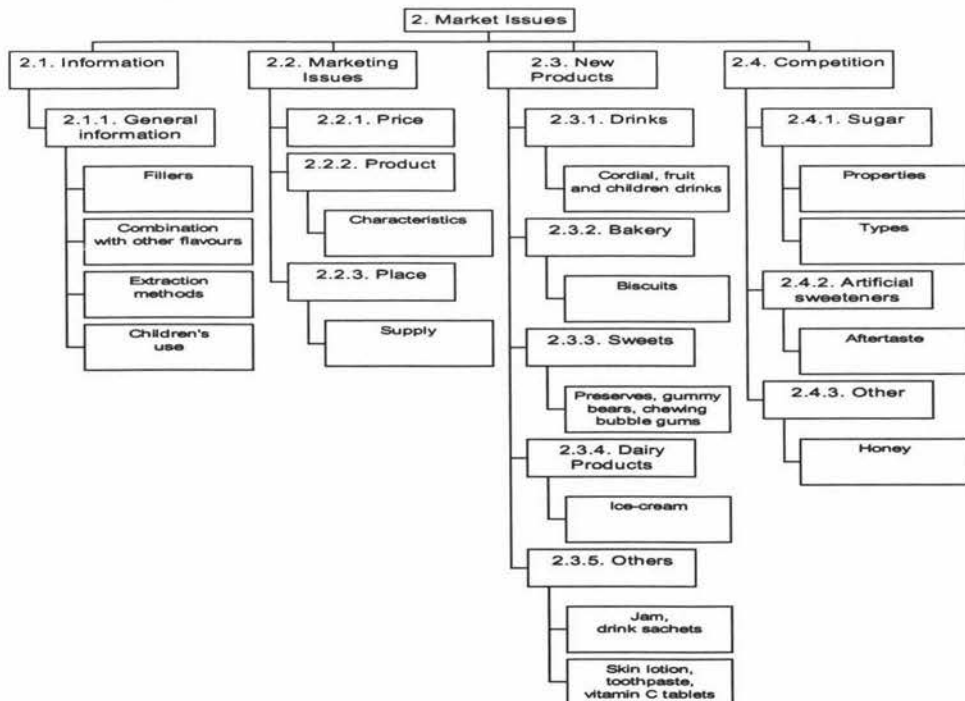 2. Market Issues
2.1. Information
2.1.1. General
information
Fillers
Combination
with other flavours
Extraction
methods
Children's
use
2.2. Marketing
Issues
2.2.1. Price
2.2.2. Product
Characteristics
2.2.3. Place
Supply
2.3. New
Products
2.3.1. Drinks
Cordial, fruit
and children drinks
2.3.2. Bakery
Biscuits
2.3.3. Sweets
Preserves, gummy
bears, chewing
bubble gums
2.3.4. Dairy
Products
Ice-cream
2.3.5. Others
Jam,
drink sachets
Skin lotion,
toothpaste,
vitamin C tablets
2.4. Competition
2.4.1. Sugar
Properties
Types
2.4.2. Artificial
sweeteners
Aftertaste
2.4.3. Other
Honey